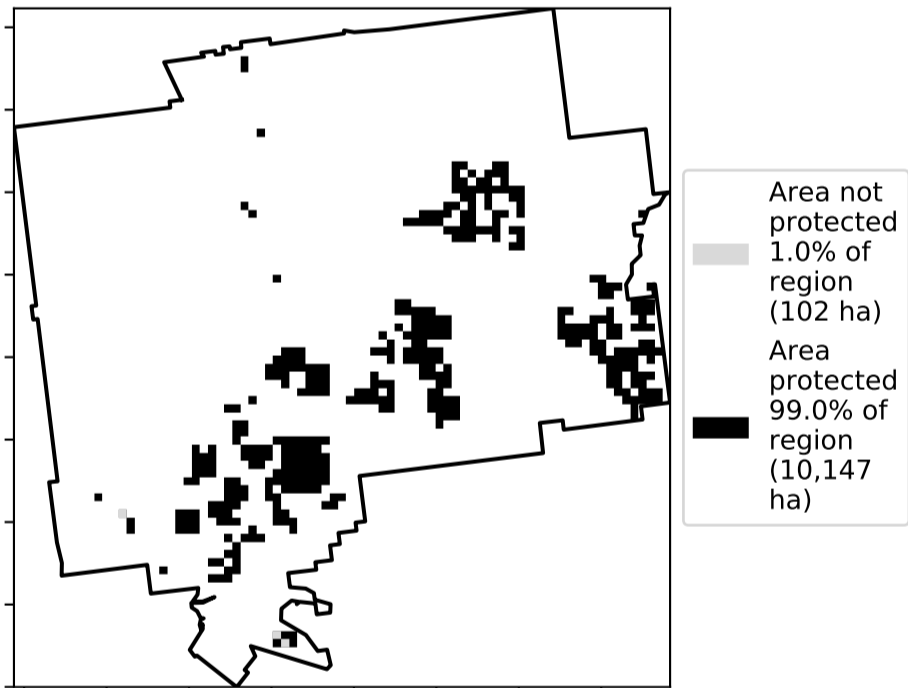 Area not
protected
1.0% of
region
(102 ha)
Area
protected
99.0% of
region
(10,147
ha)